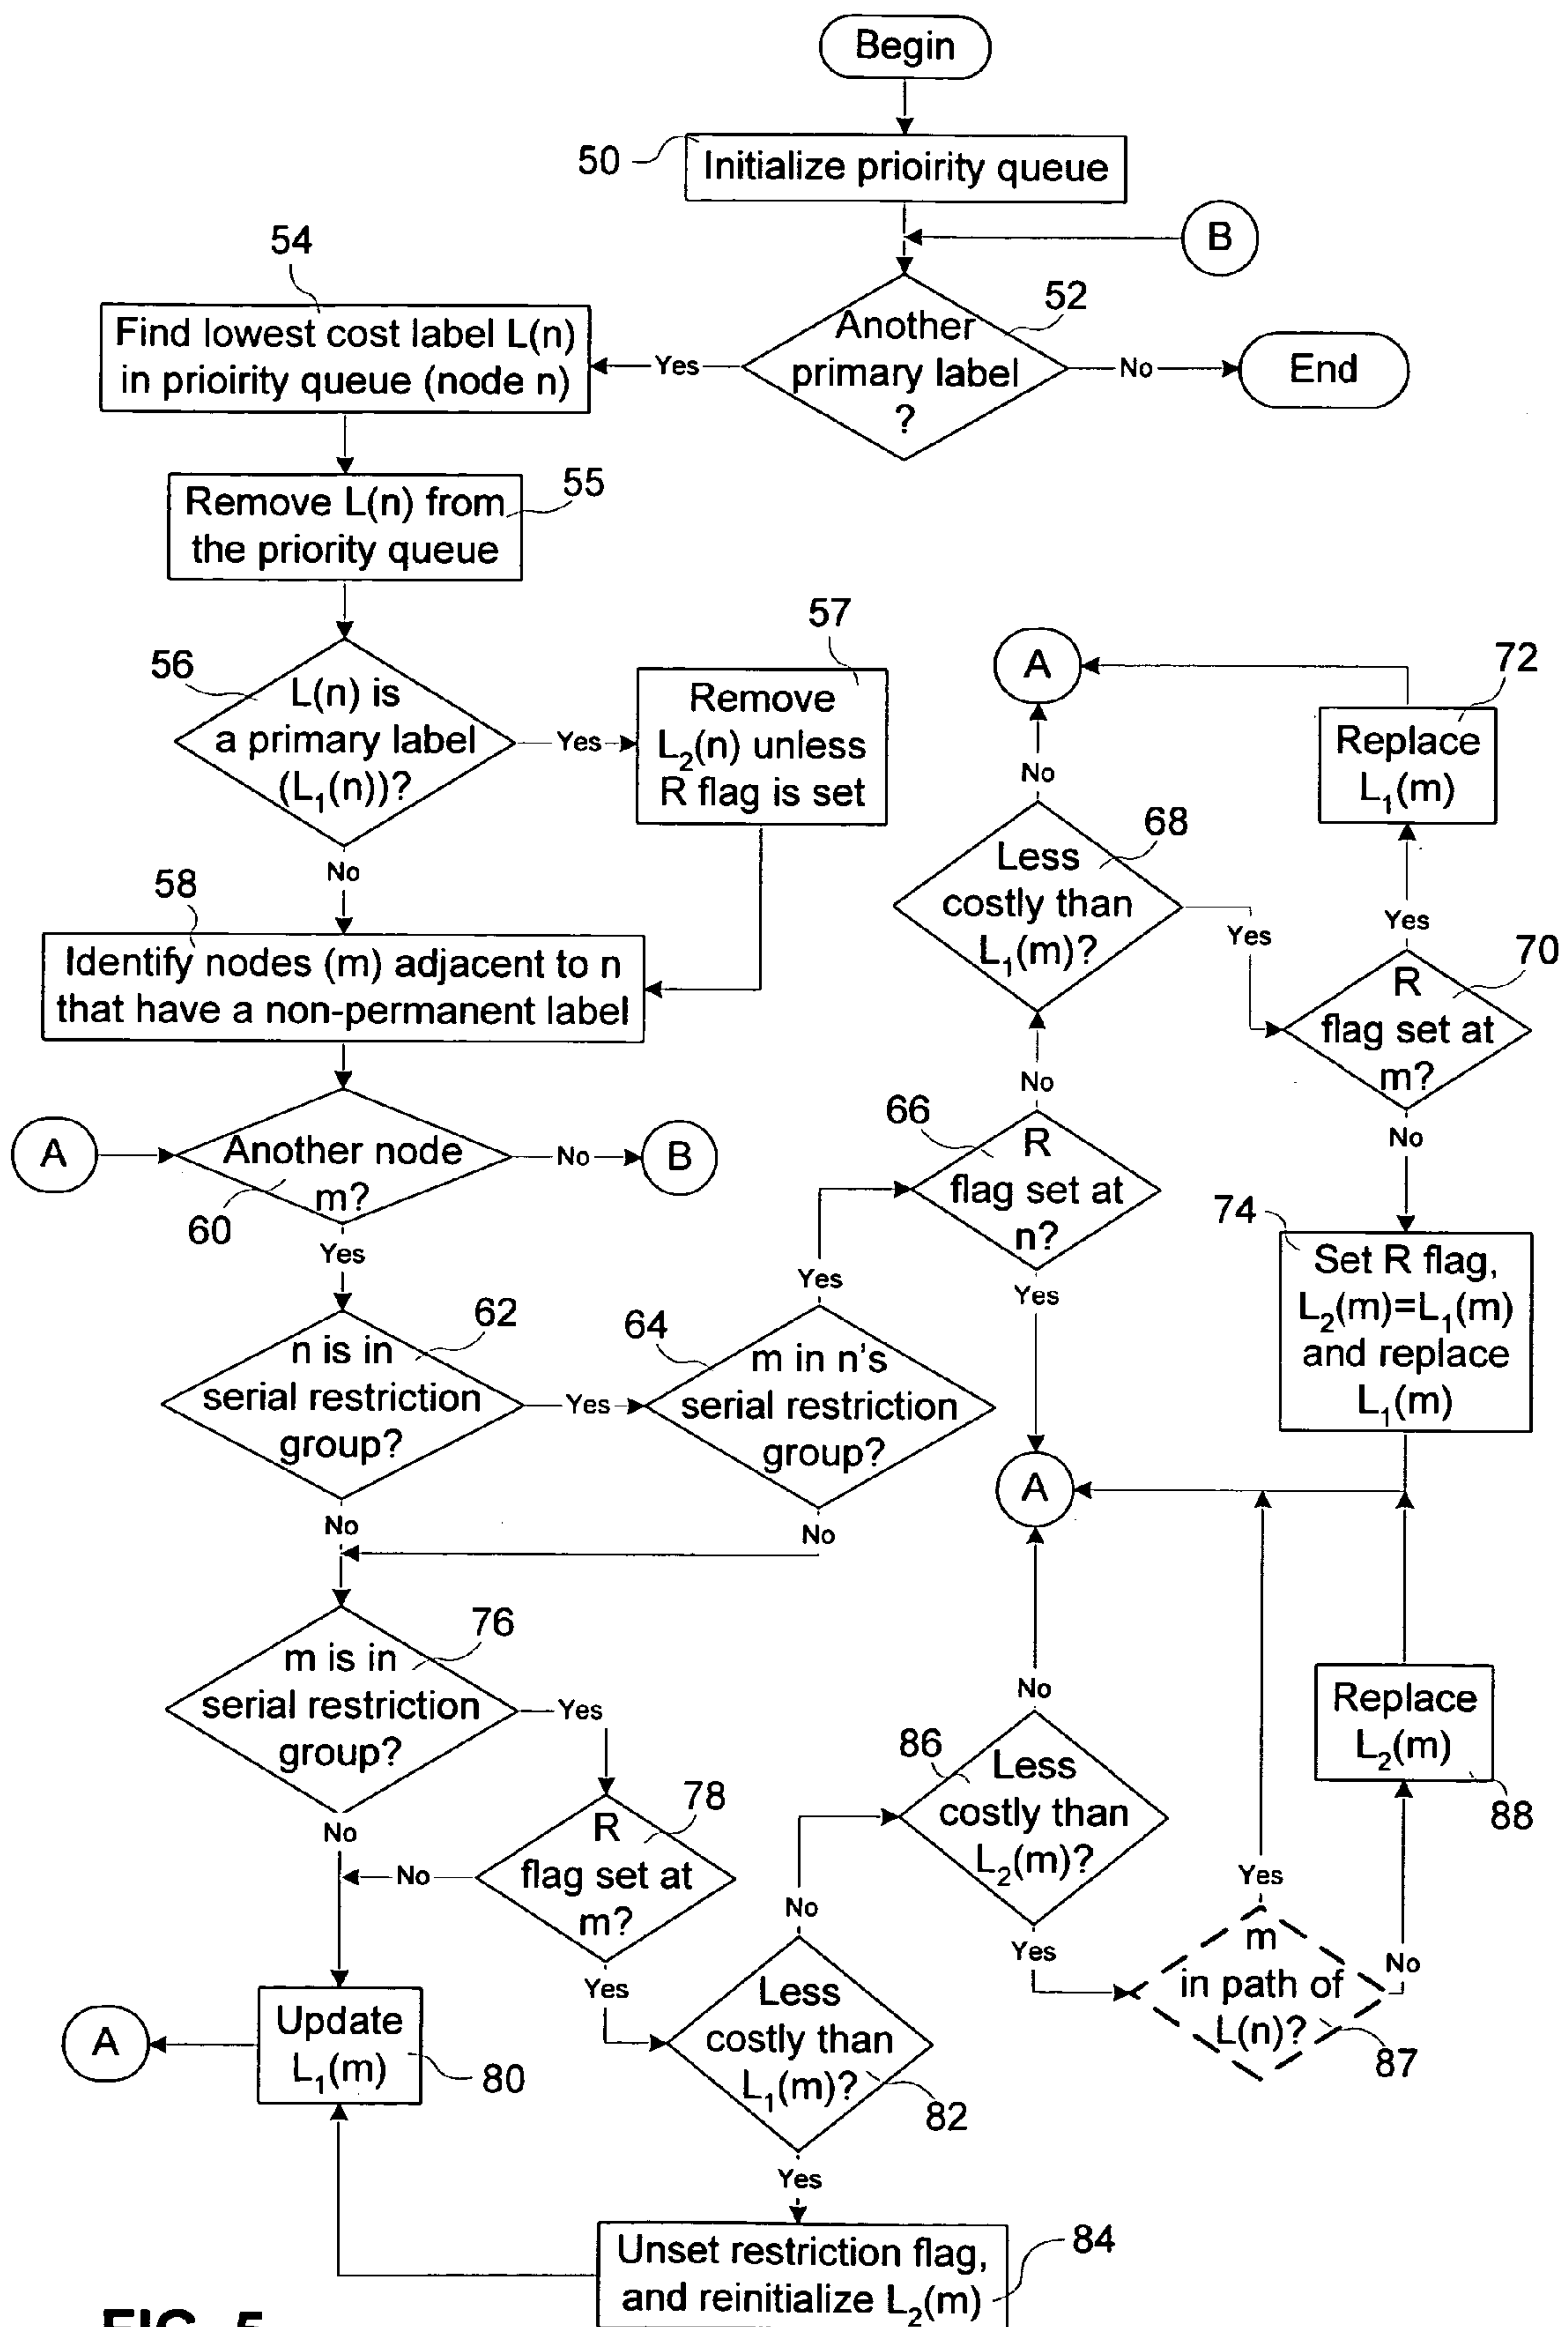 Begin
50
Initialize prioirity queue
B
54
52
Find lowest cost label L(n)
in prioirity queue (node n)
Yes
Another
primary label
?
No
End
Remove L(n) from
the priority queue
55
56
L(n) is
a primary label
(L₁(n))?
Yes
57
Remove
L₂(n) unless
R flag is set
No
58
Identify nodes (m) adjacent to n
that have a non-permanent label
A
Another node
m?
60
No
B
Yes
62
n is in
serial restriction
group?
Yes
64
m in n's
serial restriction
group?
Yes
No
No
66
R
flag set at
n?
No
Yes
68
Less
costly than
L₁(m)?
No
A
Yes
70
R
flag set at
m?
Yes
72
Replace
L₁(m)
No
74
Set R flag,
L₂(m)=L₁(m)
and replace
L₁(m)
A
76
m is in
serial restriction
group?
Yes
No
78
R
flag set at
m?
No
Yes
Update
L₁(m)
80
A
82
Less
costly than
L₁(m)?
No
Yes
84
Unset restriction flag,
and reinitialize L₂(m)
86
Less
costly than
L₂(m)?
No
Yes
87
m
in path of
L(n)?
Yes
No
88
Replace
L₂(m)
FIG. 5